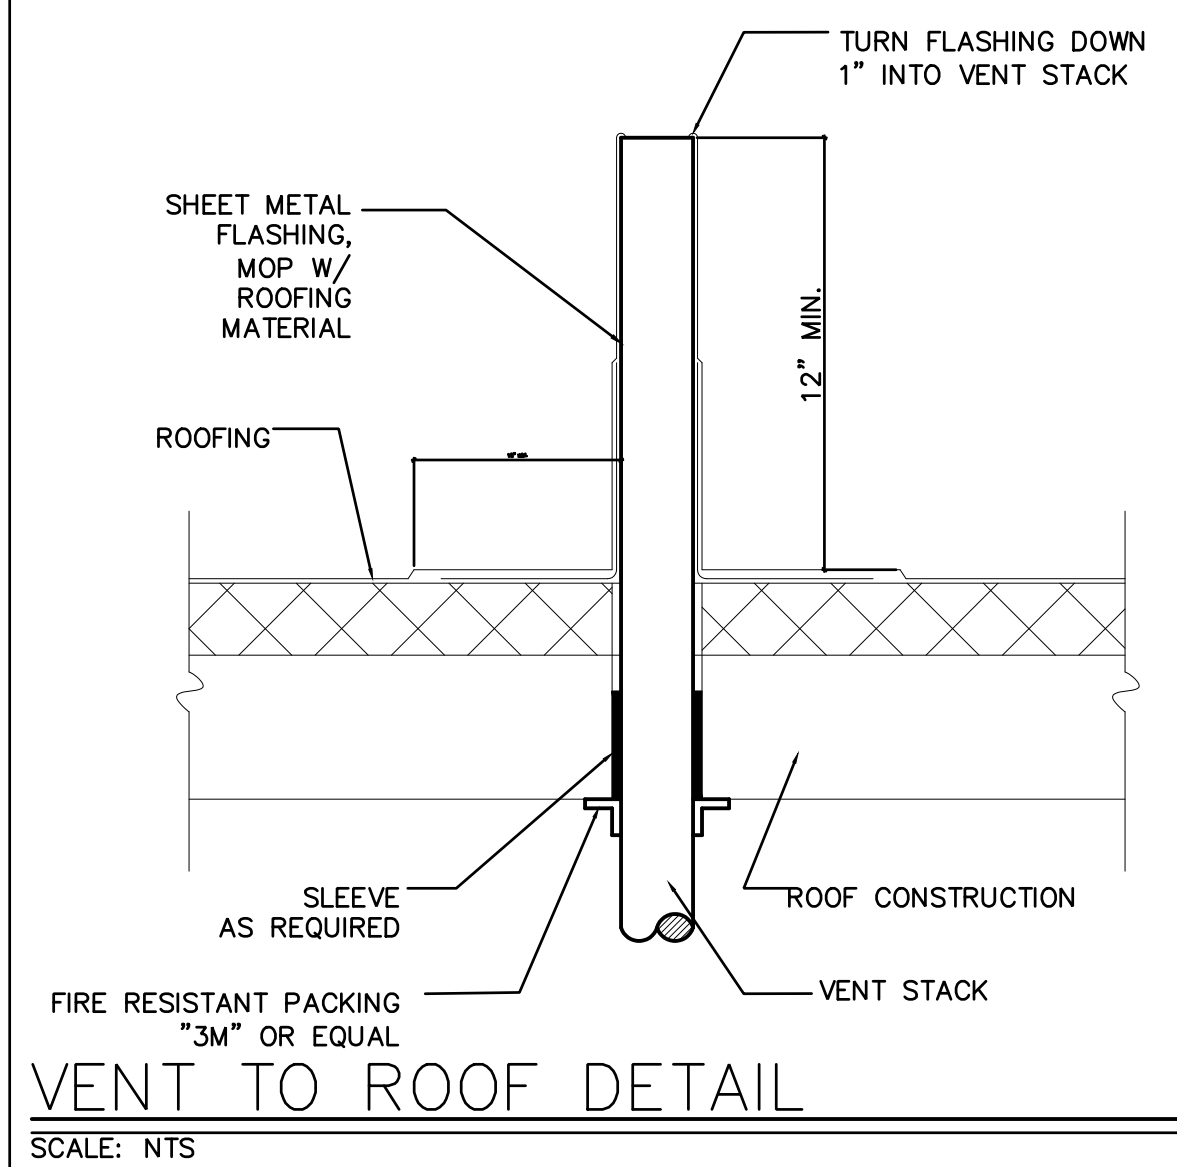 TURN FLASHING DOWN
1" INTO VENT STACK
SHEET METAL
FLASHING,
MOP W/
ROOFING
MATERIAL
12" MIN.
ROOFING
SLEEVE
AS REQUIRED
ROOF CONSTRUCTION
FIRE RESISTANT PACKING
"3M" OR EQUAL
VENT STACK
VENT TO ROOF DETAIL
SCALE: NTS